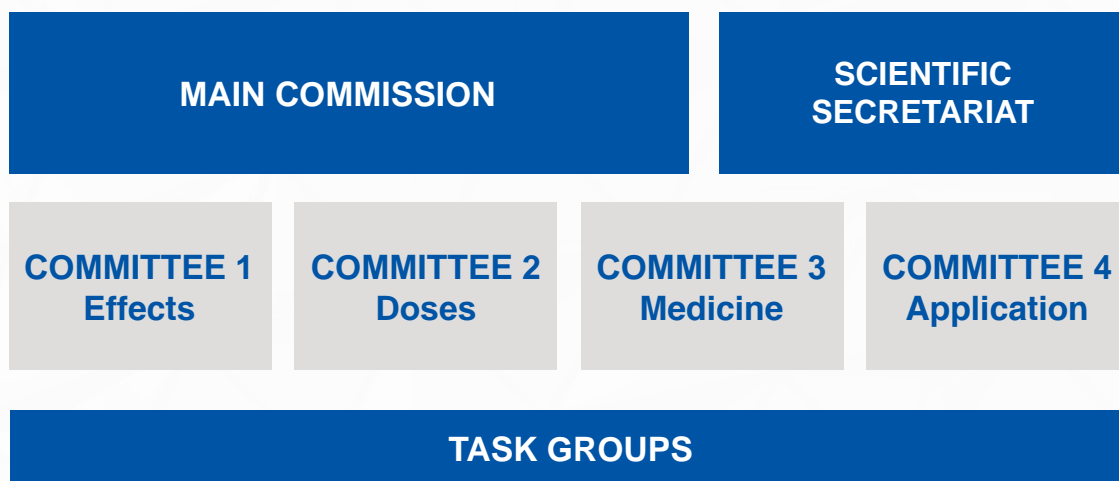 MAIN COMMISSION
SCIENTIFIC
SECRETARIAT
COMMITTEE 1
Effects
COMMITTEE 2
Doses
COMMITTEE 3
Medicine
COMMITTEE 4
Application
TASK GROUPS